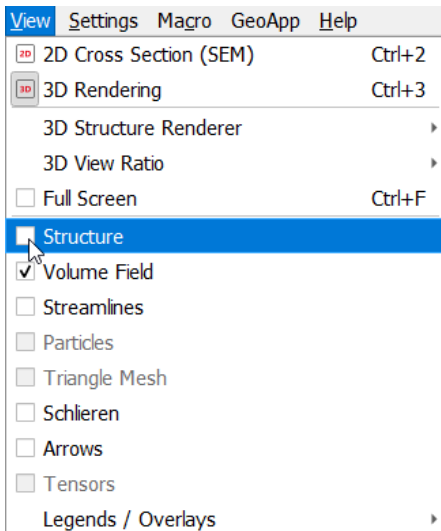 View Settings Macro GeoApp Help
2D 2D Cross Section (SEM) Ctrl+2
3D 3D Rendering Ctrl+3
3D Structure Renderer
3D View Ratio
Full Screen Ctrl+F
Structure
Volume Field
Streamlines
Particles
Triangle Mesh
Schlieren
Arrows
Tensors
Legends / Overlays